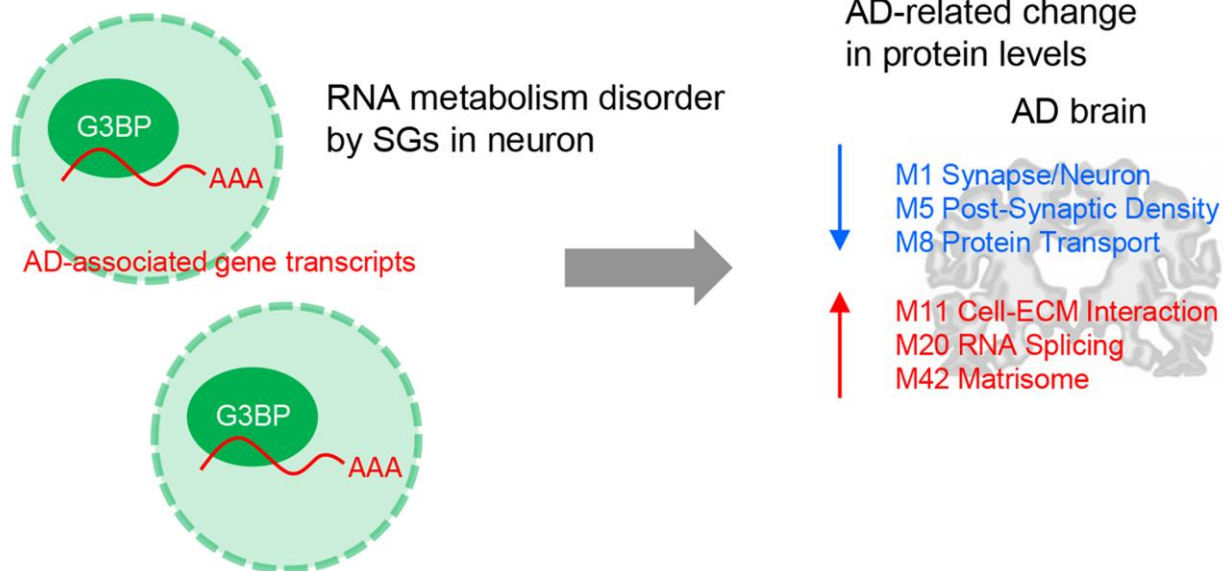 G3BP
AAA
AD-associated gene transcripts
G3BP
AAA
RNA metabolism disorder
by SGs in neuron
AD-related change
in protein levels
AD brain
M1 Synapse/Neuron
M5 Post-Synaptic Density
M8 Protein Transport
M11 Cell-ECM Interaction
M20 RNA Splicing
M42 Matrisome